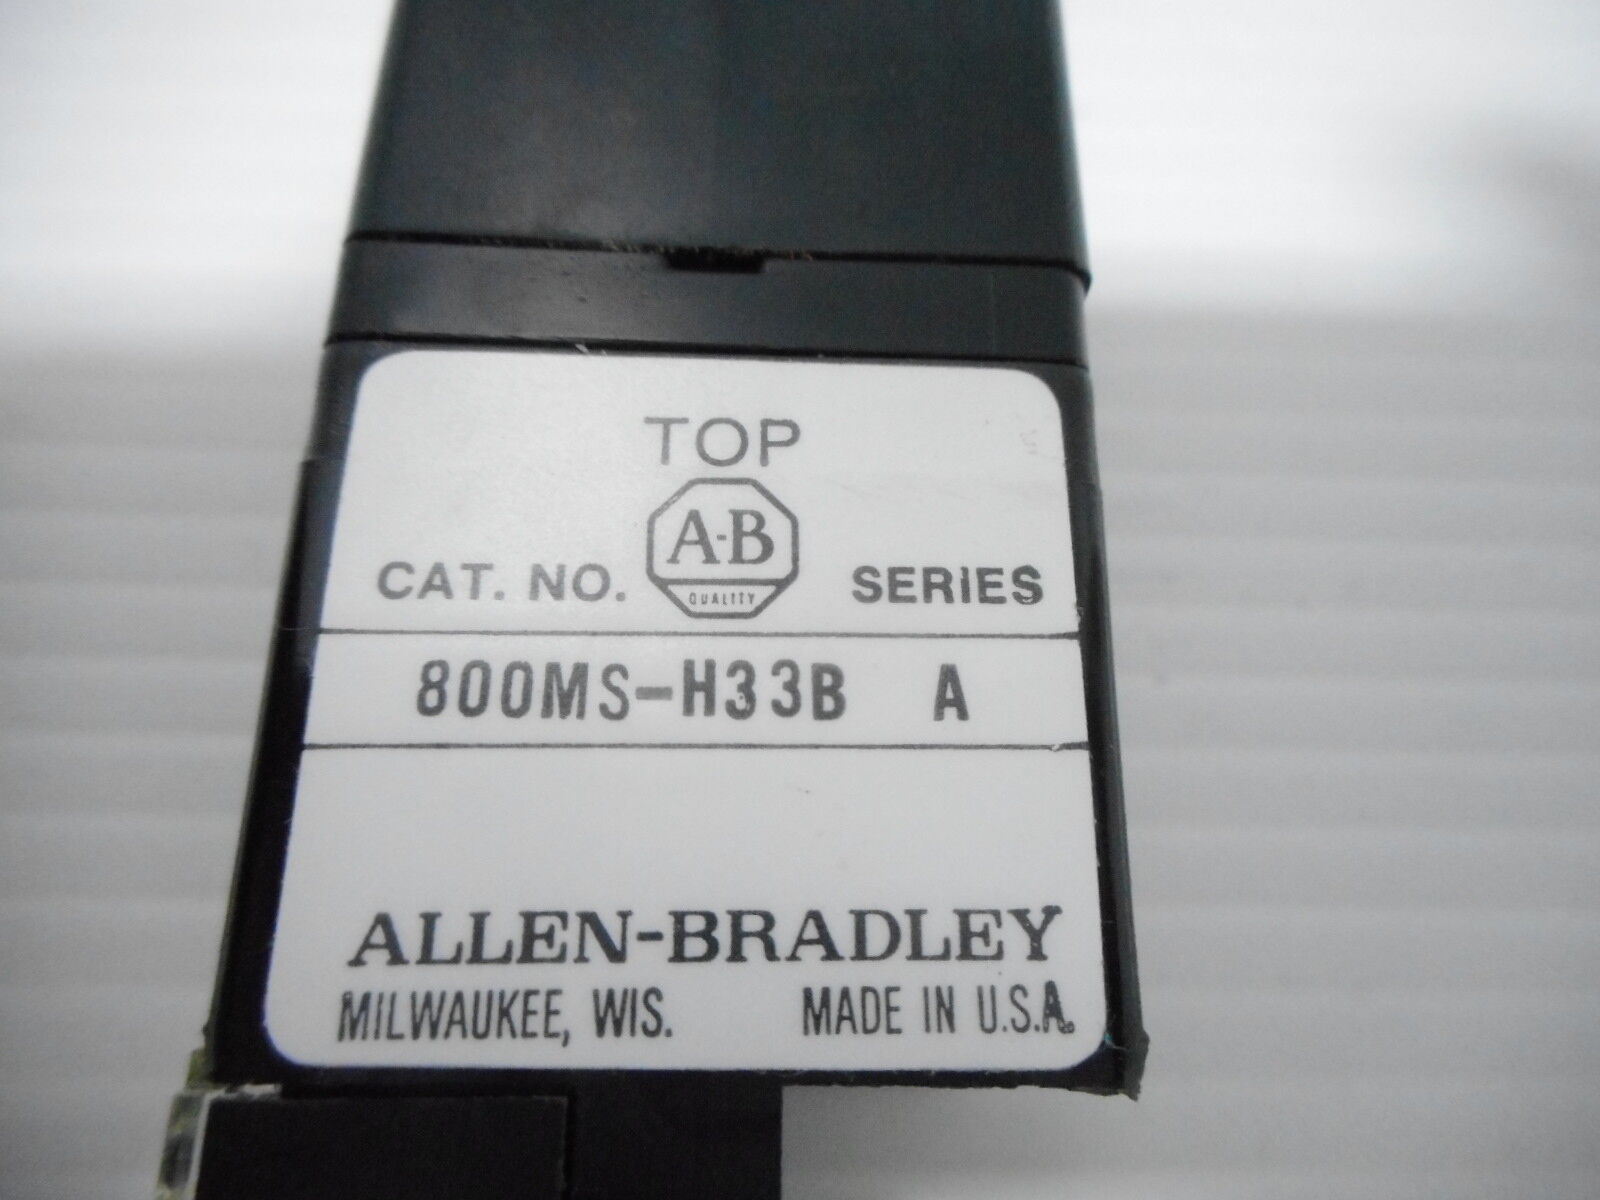 TOP
A-B
QUALITY
CAT. NO. SERIES
800MS-H33B A
ALLEN-BRADLEY
MILWAUKEE, WIS. MADE IN U.S.A.